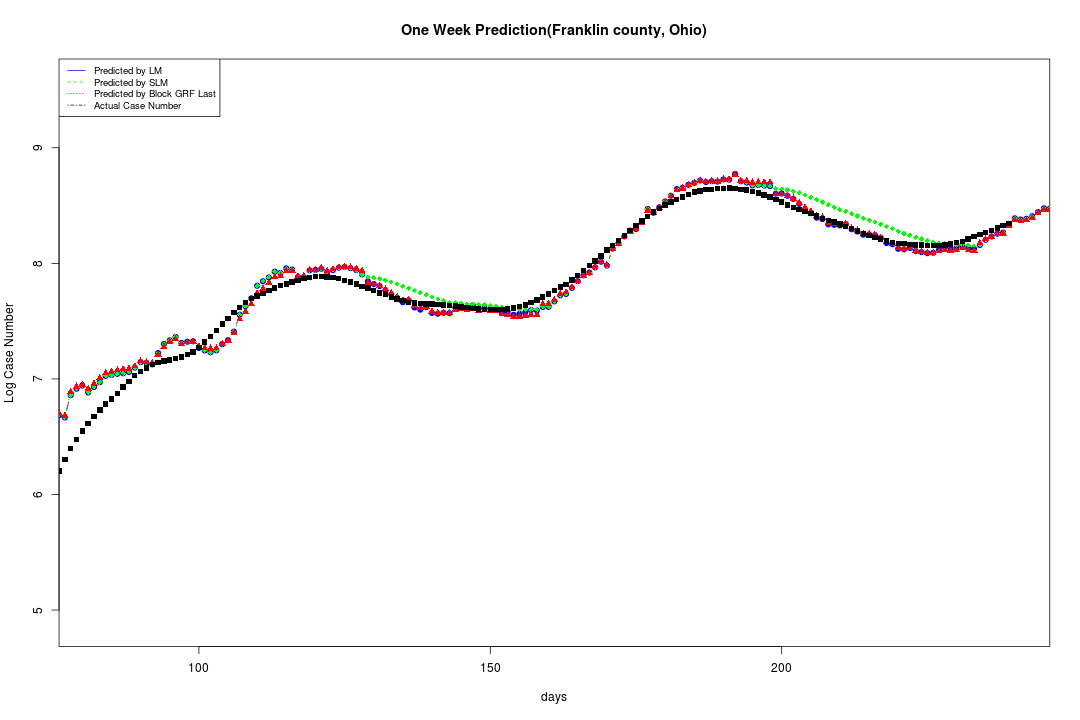 One Week Prediction(Franklin county, Ohio)
Predicted by LM
Predicted by SLM
Predicted by Block GRF Last
Actual Case Number
9
8
7
6
5
Log Case Number
100 150 200
days